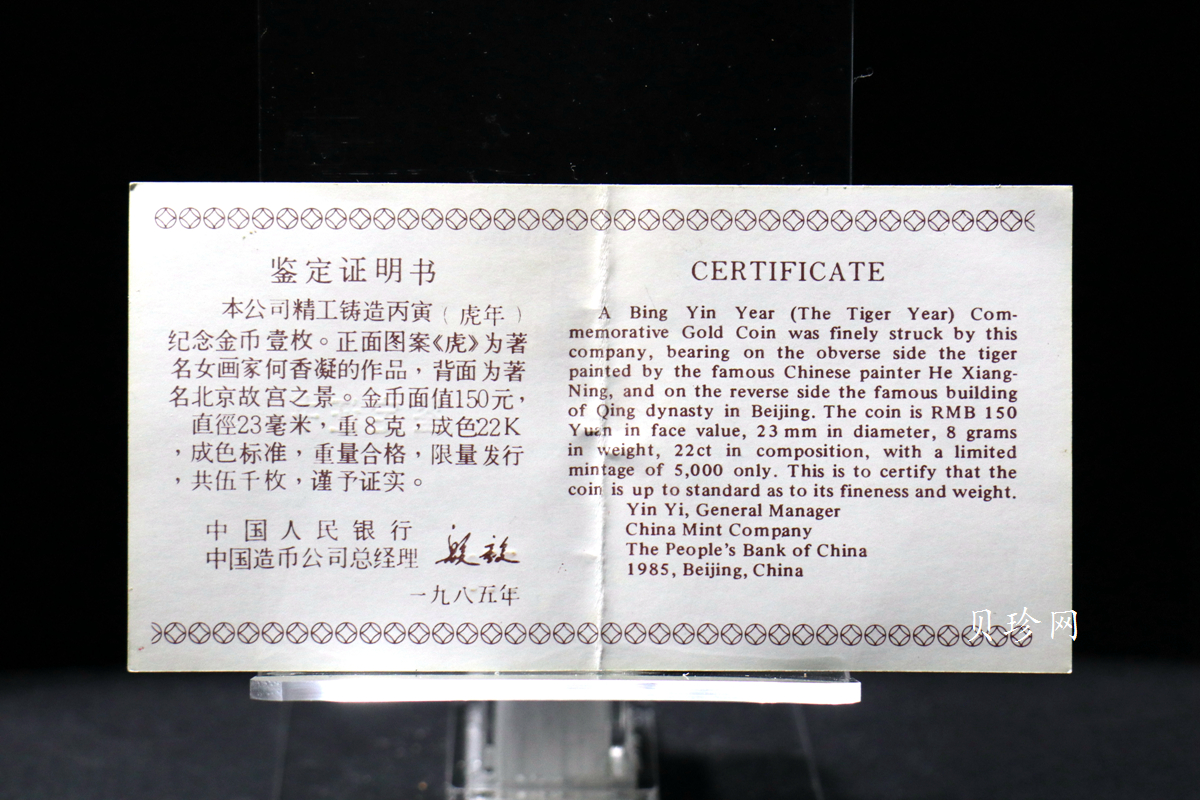 鉴定证明书
本公司精工铸造丙寅(虎年)
纪念金币壹枚。正面图案《虎》为著
名女画家何香凝的作品，背面为著
名北京故宫之景。金币面值150元，
直徑23毫米，重8克，成色22K
，成色标准，重量合格，限量发行
，共伍千枚，谨予证实。
中国人民银行
中国造币公司总经理 殷毅
一九八五年
CERTIFICATE
A Bing Yin Year (The Tiger Year) Com-
memorative Gold Coin was finely struck by this
company, bearing on the obverse side the tiger
painted by the famous Chinese painter He Xiang-
Ning, and on the reverse side the famous building
of Qing dynasty in Beijing. The coin is RMB 150
Yuan in face value, 23 mm in diameter, 8 grams
in weight, 22ct in composition, with a limited
mintage of 5,000 only. This is to certify that the
coin is up to standard as to its fineness and weight.
Yin Yi, General Manager
China Mint Company
The People's Bank of China
1985, Beijing, China
贝珍网